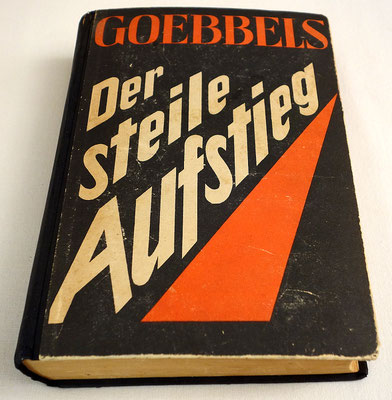 GOEBBELS
Der
steile
Aufstieg